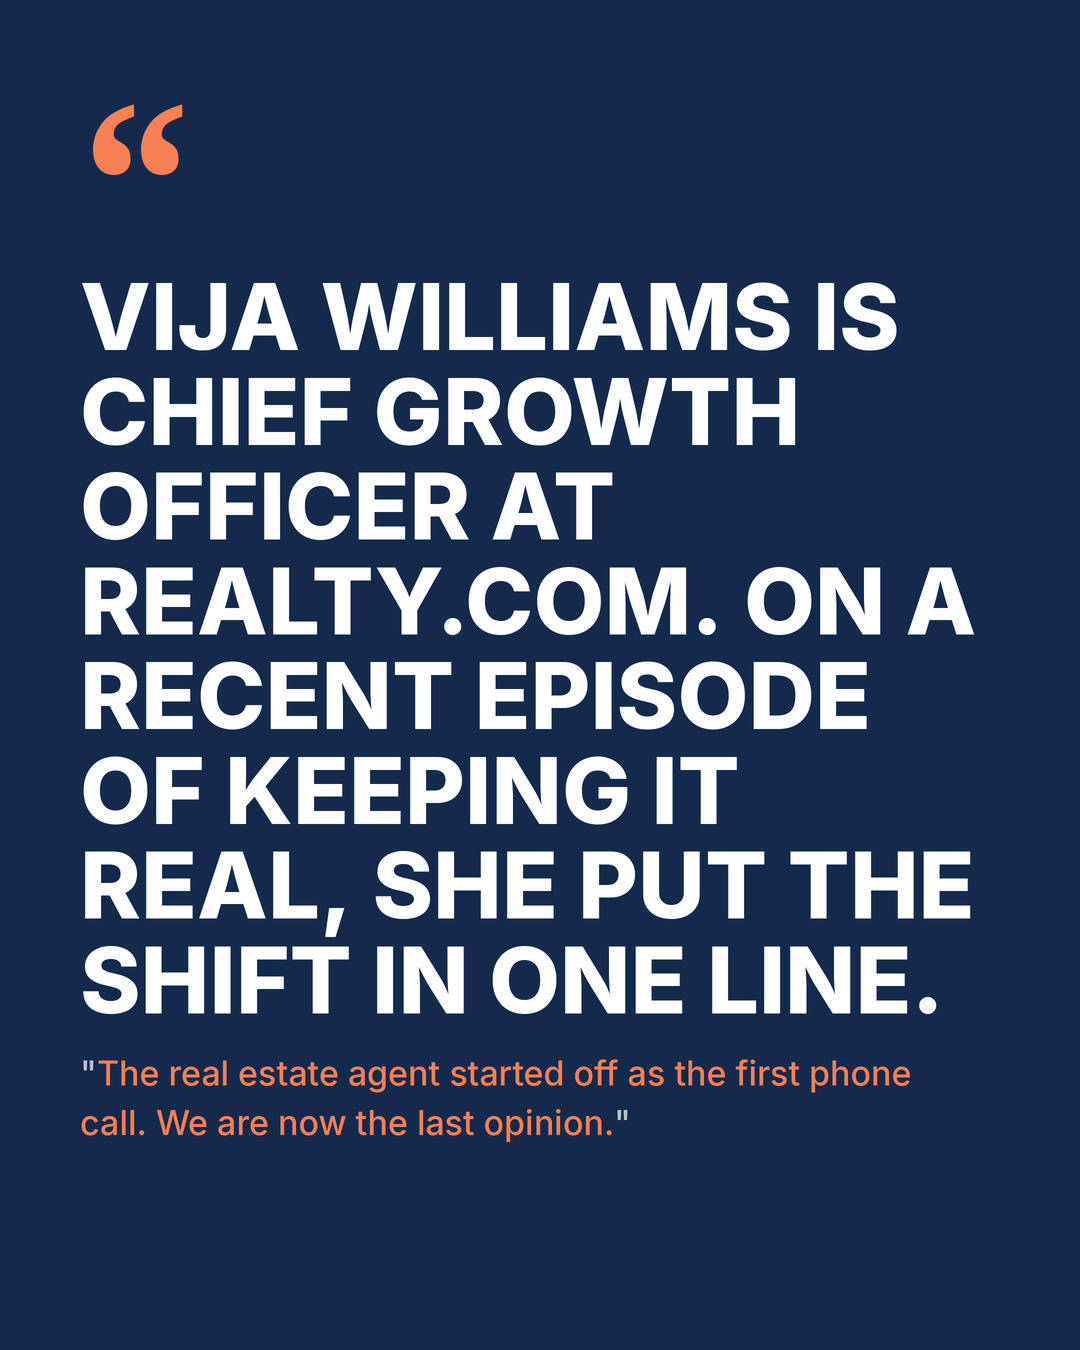 “
VIJA WILLIAMS IS
CHIEF GROWTH
OFFICER AT
REALTY.COM. ON A
RECENT EPISODE
OF KEEPING IT
REAL, SHE PUT THE
SHIFT IN ONE LINE.
"The real estate agent started off as the first phone
call. We are now the last opinion."